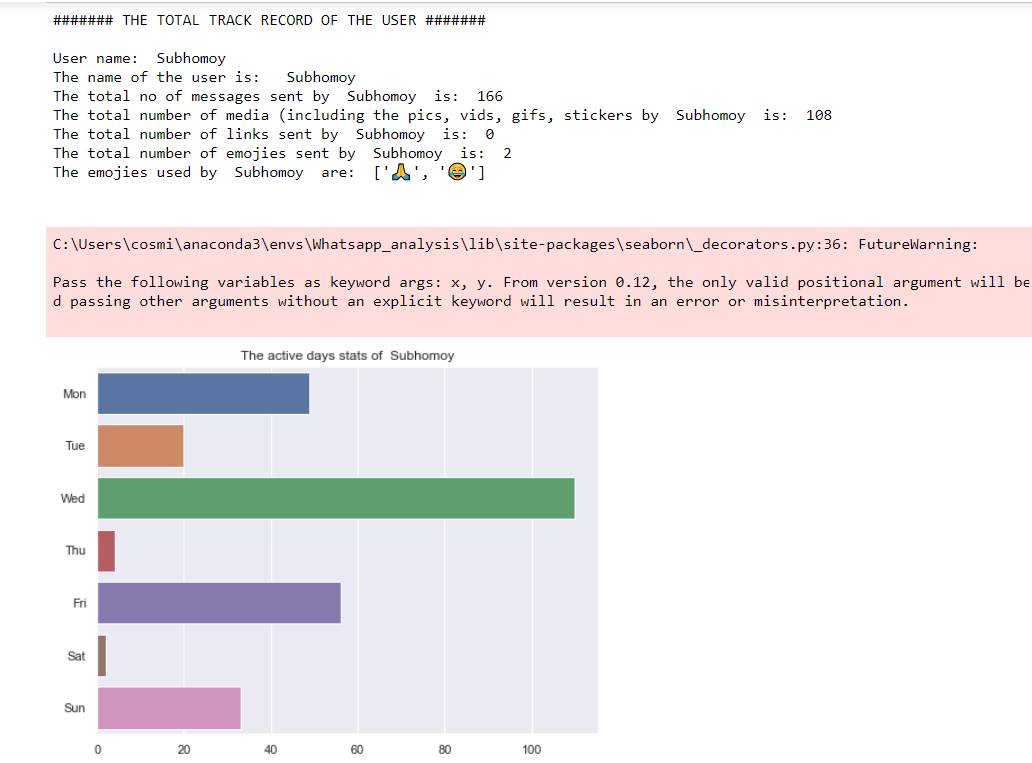 ####### THE TOTAL TRACK RECORD OF THE USER #######
User name:  Subhomoy
The name of the user is:   Subhomoy
The total no of messages sent by  Subhomoy  is:  166
The total number of media (including the pics, vids, gifs, stickers by  Subhomoy  is:  108
The total number of links sent by  Subhomoy  is:  0
The total number of emojies sent by  Subhomoy  is:  2
The emojies used by  Subhomoy  are:  ['🙏', '😂']
C:\Users\cosmi\anaconda3\envs\Whatsapp_analysis\lib\site-packages\seaborn\_decorators.py:36: FutureWarning:
Pass the following variables as keyword args: x, y. From version 0.12, the only valid positional argument will be
d passing other arguments without an explicit keyword will result in an error or misinterpretation.
The active days stats of  Subhomoy
Mon
Tue
Wed
Thu
Fri
Sat
Sun
0 20 40 60 80 100